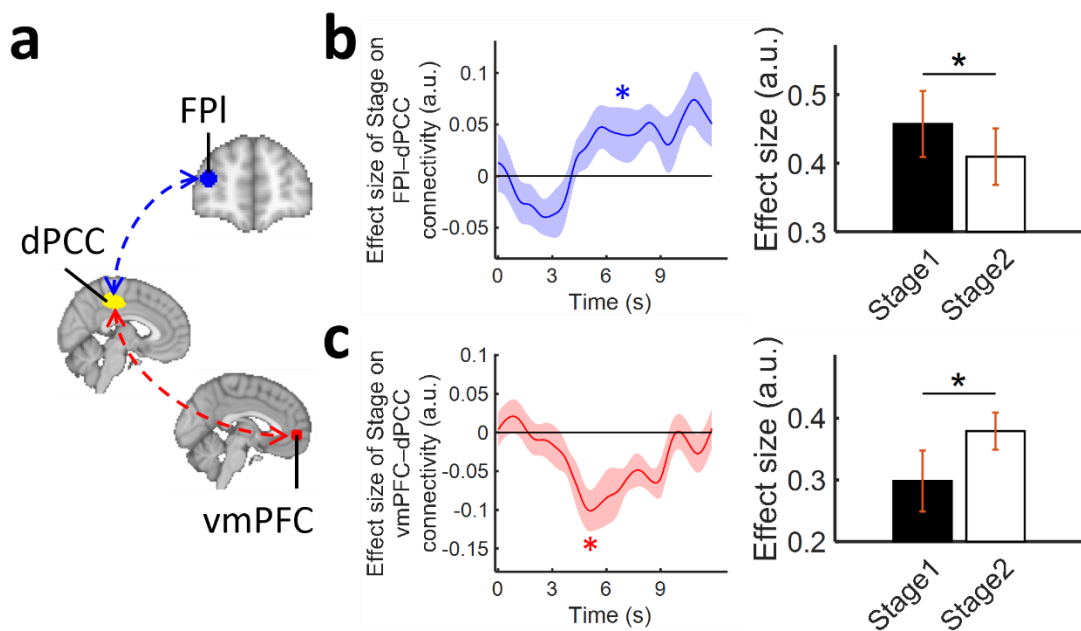 a
FPl
dPCC
vmPFC
b
Effect size of Stage on
FPl–dPCC
connectivity (a.u.)
0.1
0.05
0
-0.05
*
0
3
6
9
Time (s)
Effect size (a.u.)
0.5
0.4
0.3
*
Stage1
Stage2
c
Effect size of Stage on
vmPFC–dPCC
connectivity (a.u.)
0.1
0.05
0
-0.05
-0.1
-0.15
*
0
3
6
9
Time (s)
Effect size (a.u.)
0.4
0.3
0.2
*
Stage1
Stage2